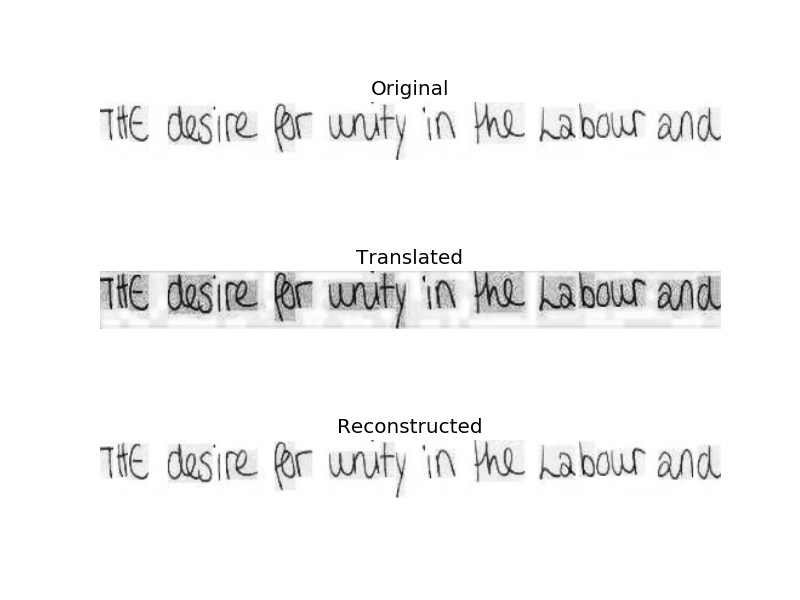 Original
THE desire for unity in the Labour and
Translated
THE desire for unity in the Labour and
Reconstructed
THE desire for unity in the Labour and